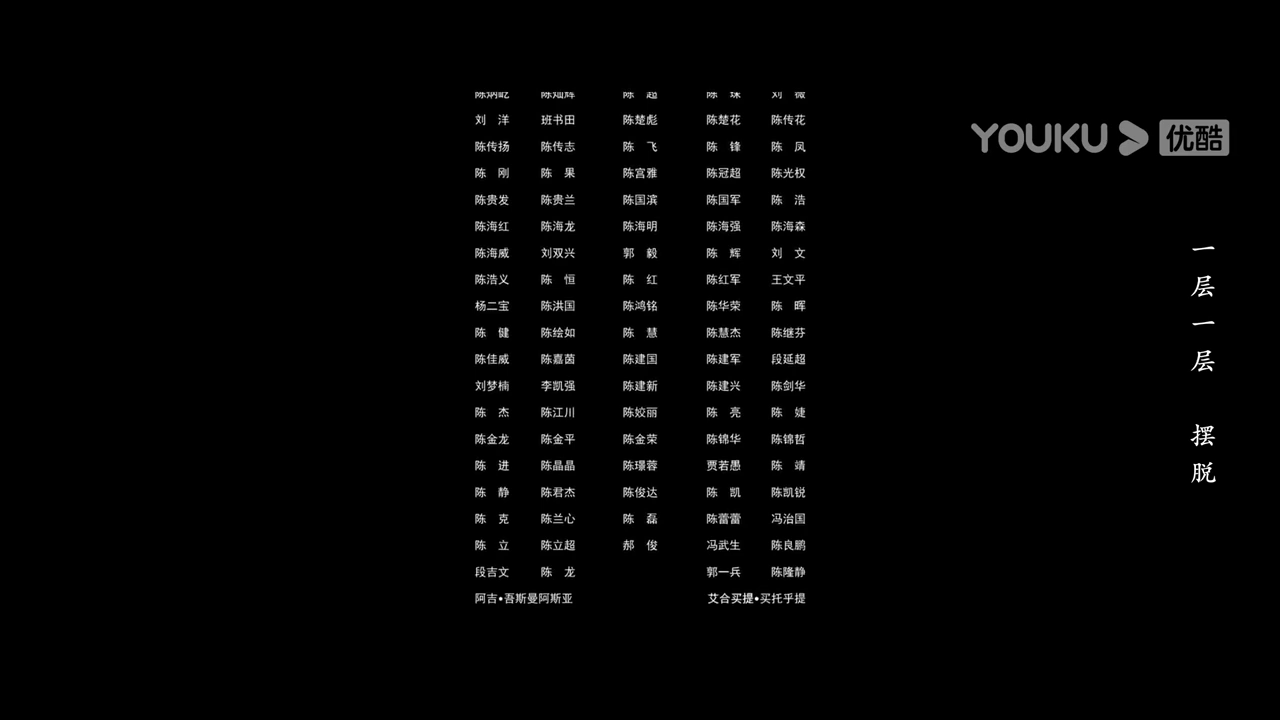 刘 洋 班书田 陈楚彪 陈楚花 陈传花
陈传扬 陈传志 陈 飞 陈 锋 陈 凤
陈 刚 陈 果 陈宫雅 陈冠超 陈光权
陈贵发 陈贵兰 陈国滨 陈国军 陈 浩
陈海红 陈海龙 陈海明 陈海强 陈海森
陈海威 刘双兴 郭 毅 陈 辉 刘 文
陈浩义 陈 恒 陈 红 陈红军 王文平
杨二宝 陈洪国 陈鸿铭 陈华荣 陈 晖
陈 健 陈绘如 陈 慧 陈慧杰 陈继芬
陈佳威 陈嘉茵 陈建国 陈建军 段延超
刘梦楠 李凯强 陈建新 陈建兴 陈剑华
陈 杰 陈江川 陈姣丽 陈 亮 陈 婕
陈金龙 陈金平 陈金荣 陈锦华 陈锦哲
陈 进 陈晶晶 陈璟蓉 贾若愚 陈 靖
陈 静 陈君杰 陈俊达 陈 凯 陈凯锐
陈 克 陈兰心 陈 磊 陈蕾蕾 冯治国
陈 立 陈立超 郝 俊 冯武生 陈良鹏
段吉文 陈 龙 郭一兵 陈隆静
阿吉•吾斯曼阿斯亚 艾合买提•买托乎提
YOUKU 优酷
一层一层 摆脱